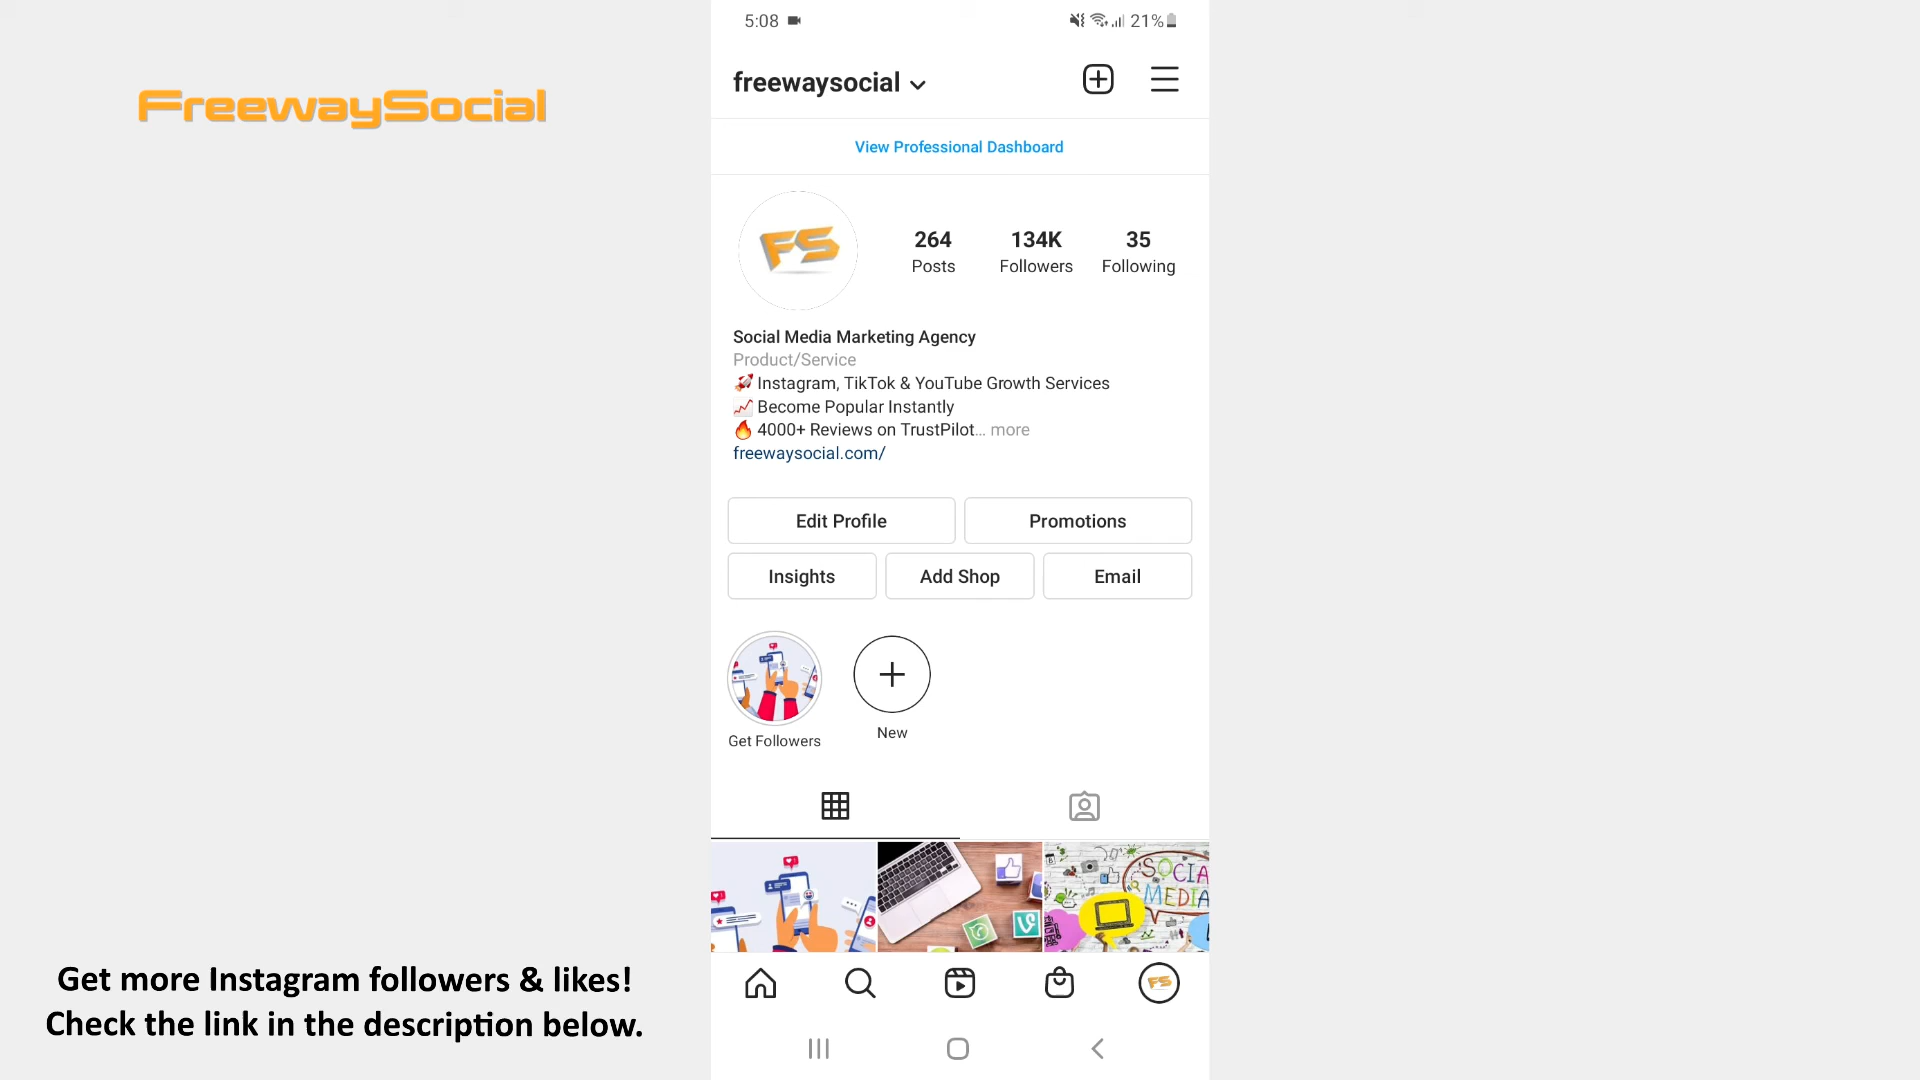 5:08
21%
FreewaySocial
freewaysocial
View Professional Dashboard
FS
264
134K
35
Posts
Followers
Following
Social Media Marketing Agency
Product/Service
🚀 Instagram, TikTok & YouTube Growth Services
📈 Become Popular Instantly
🔥 4000+ Reviews on TrustPilot... more
freewaysocial.com/
Edit Profile
Promotions
Insights
Add Shop
Email
Get Followers
New
SOCIA
MEDIA
FS
Get more Instagram followers & likes!
Check the link in the description below.